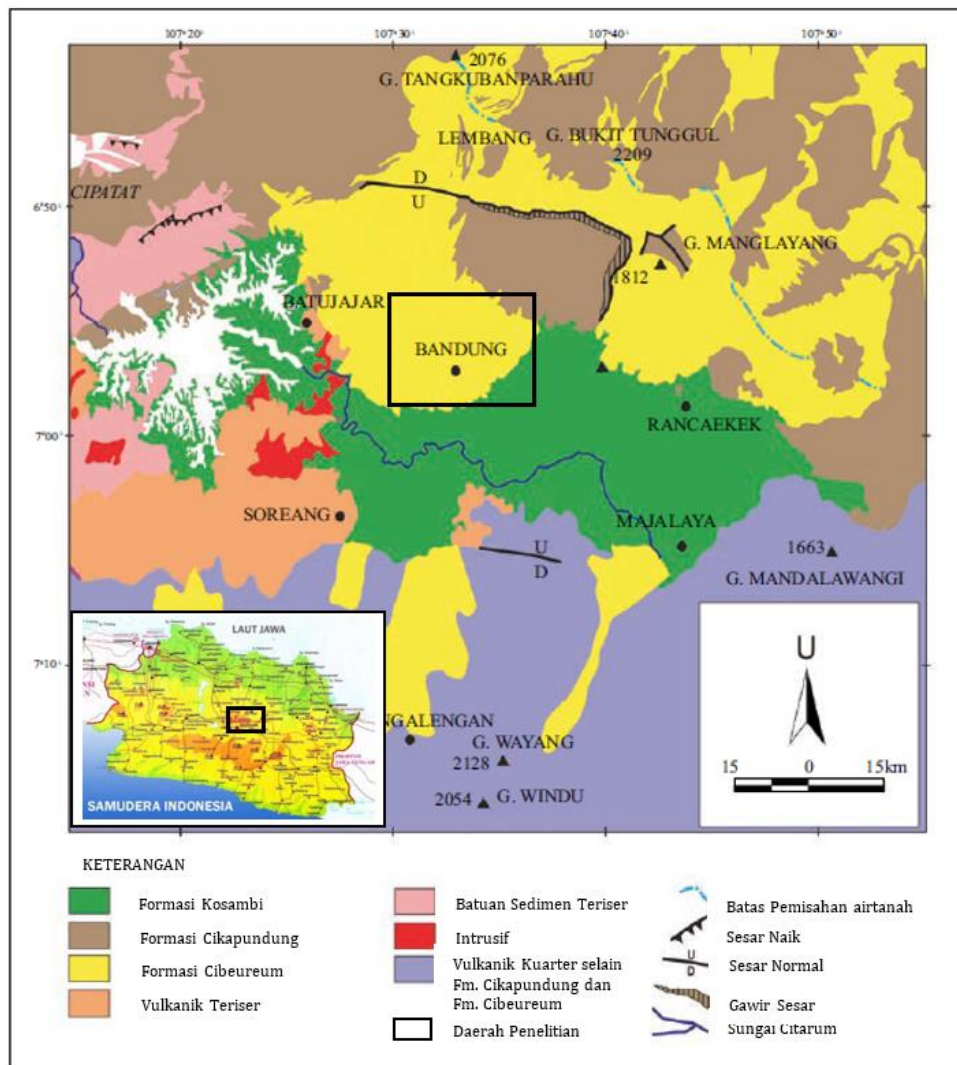 107°20'
107°30'
107°40'
107°50'
2076
G. TANGKUBANPARAHU
LEMBANG
G. BUKIT TUNGGUL
2209
CIPATAT
D
U
6°50'
G. MANGLAYANG
1812
BATUJAJAR
BANDUNG
RANCAEKEK
7°00'
SOREANG
MAJALAYA
U
D
1663
G. MANDALAWANGI
7°10'
LAUT JAWA
SAMUDERA INDONESIA
NGALENGAN
G. WAYANG
2128
2054
G. WINDU
U
15 0 15km
KETERANGAN
Formasi Kosambi
Formasi Cikapundung
Formasi Cibeureum
Vulkanik Teriser
Batuan Sedimen Teriser
Intrusif
Vulkanik Kuarter selain
Fm. Cikapundung dan
Fm. Cibeureum
Daerah Penelitian
Batas Pemisahan airtanah
Sesar Naik
U
D
Sesar Normal
Gawir Sesar
Sungai Citarum